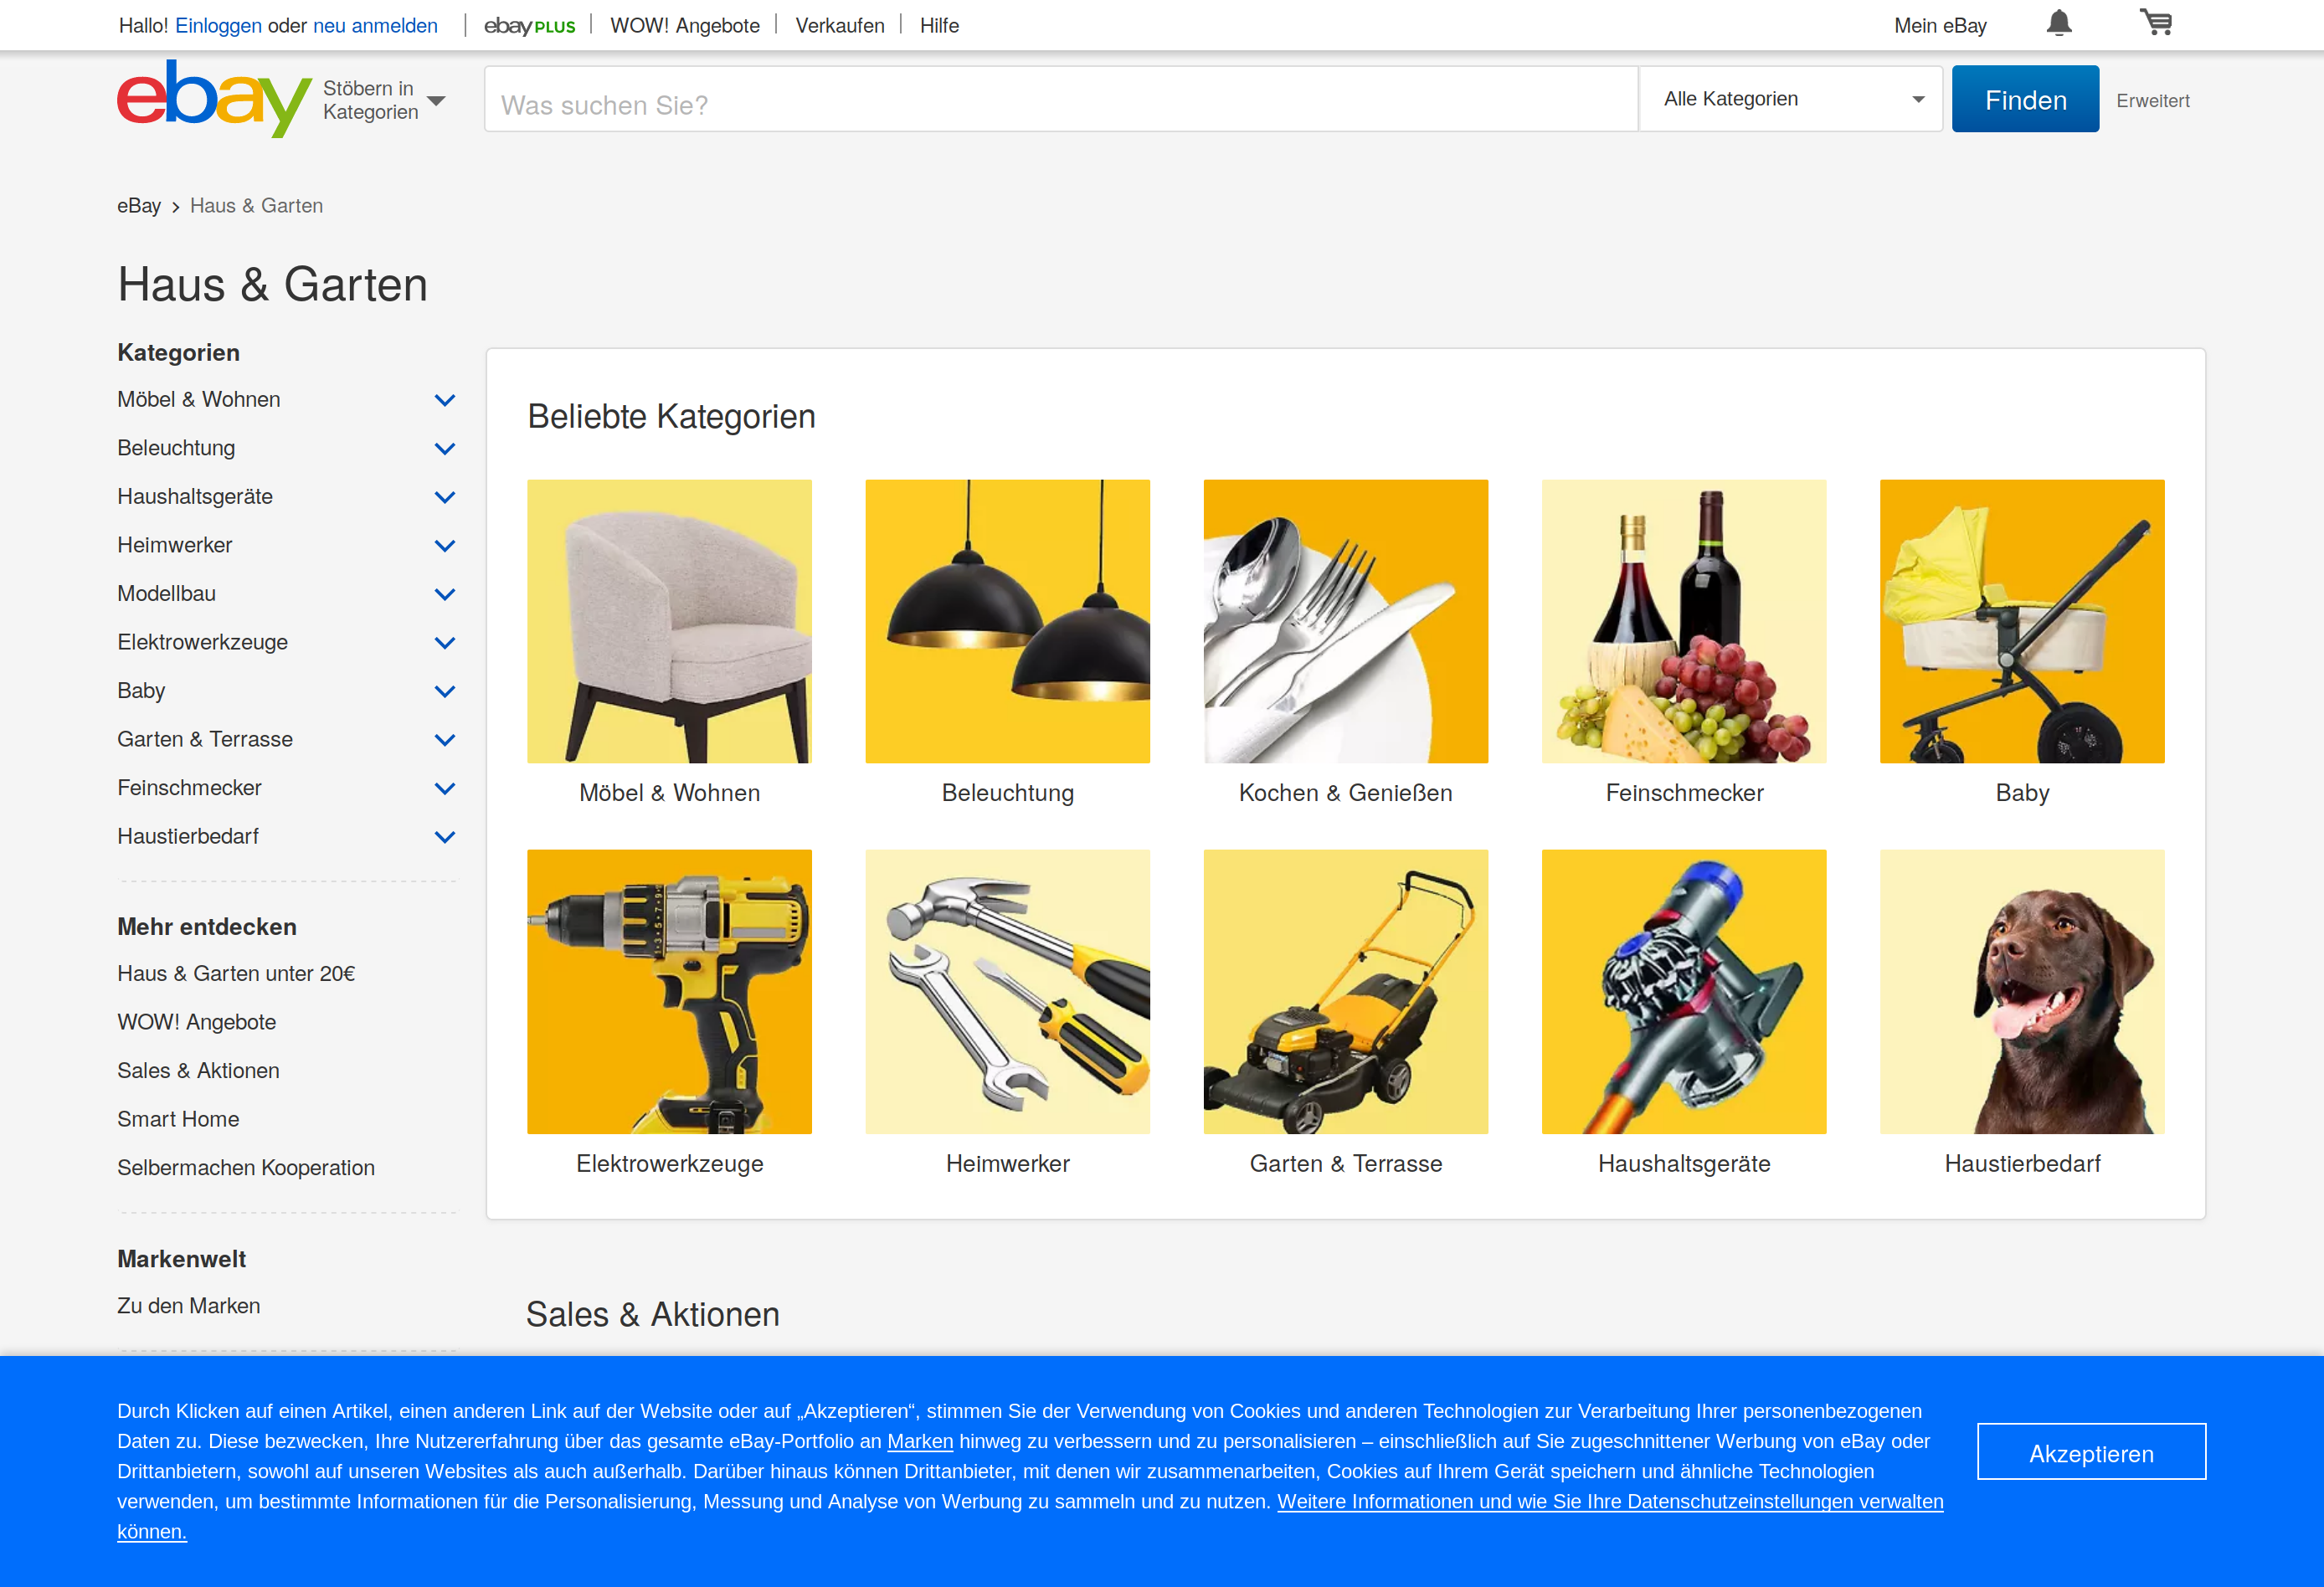 Hallo! Einloggen oder neu anmelden
ebay PLUS
WOW! Angebote
Verkaufen
Hilfe
Mein eBay
ebay
Stöbern in
Kategorien
Was suchen Sie?
Alle Kategorien
Finden
Erweitert
eBay
Haus & Garten
Haus & Garten
Kategorien
Möbel & Wohnen
Beleuchtung
Haushaltsgeräte
Heimwerker
Modellbau
Elektrowerkzeuge
Baby
Garten & Terrasse
Feinschmecker
Haustierbedarf
Mehr entdecken
Haus & Garten unter 20€
WOW! Angebote
Sales & Aktionen
Smart Home
Selbermachen Kooperation
Markenwelt
Zu den Marken
Beliebte Kategorien
Möbel & Wohnen
Beleuchtung
Kochen & Genießen
Feinschmecker
Baby
Elektrowerkzeuge
Heimwerker
Garten & Terrasse
Haushaltsgeräte
Haustierbedarf
Sales & Aktionen
Durch Klicken auf einen Artikel, einen anderen Link auf der Website oder auf „Akzeptieren“, stimmen Sie der Verwendung von Cookies und anderen Technologien zur Verarbeitung Ihrer personenbezogenen
Daten zu. Diese bezwecken, Ihre Nutzererfahrung über das gesamte eBay-Portfolio an Marken hinweg zu verbessern und zu personalisieren – einschließlich auf Sie zugeschnittener Werbung von eBay oder
Drittanbietern, sowohl auf unseren Websites als auch außerhalb. Darüber hinaus können Drittanbieter, mit denen wir zusammenarbeiten, Cookies auf Ihrem Gerät speichern und ähnliche Technologien
verwenden, um bestimmte Informationen für die Personalisierung, Messung und Analyse von Werbung zu sammeln und zu nutzen. Weitere Informationen und wie Sie Ihre Datenschutzeinstellungen verwalten
können.
Akzeptieren